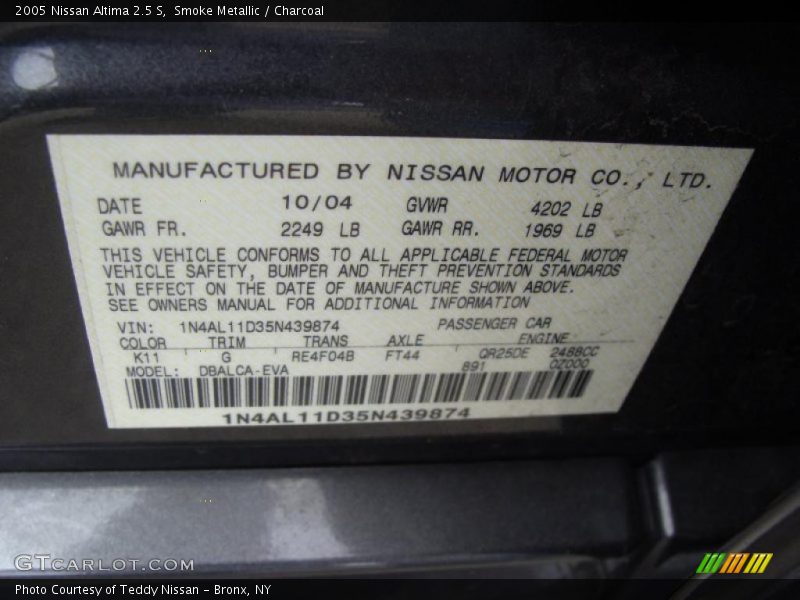 2005 Nissan Altima 2.5 S, Smoke Metallic / Charcoal
MANUFACTURED BY NISSAN MOTOR CO., LTD.
DATE 10/04 GVWR 4202 LB
GAWR FR. 2249 LB GAWR RR. 1969 LB
THIS VEHICLE CONFORMS TO ALL APPLICABLE FEDERAL MOTOR
VEHICLE SAFETY, BUMPER AND THEFT PREVENTION STANDARDS
IN EFFECT ON THE DATE OF MANUFACTURE SHOWN ABOVE.
SEE OWNERS MANUAL FOR ADDITIONAL INFORMATION
VIN: 1N4AL11D35N439874 PASSENGER CAR
COLOR TRIM TRANS AXLE ENGINE
K11 G RE4F04B FT44 QR25DE 2488CC
MODEL: DBALCA-EVA 891 0Z000
1N4AL11D35N439874
GTCARLOT.COM
Photo Courtesy of Teddy Nissan - Bronx, NY